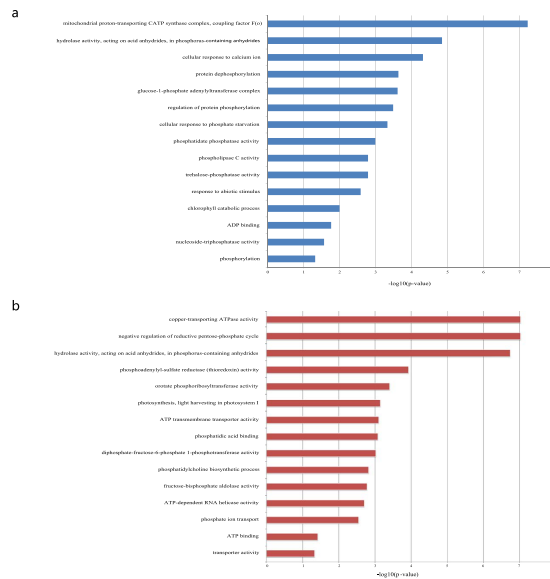 a
mitochondrial proton-transporting CATP synthase complex, coupling factor F(o)
hydrolase activity, acting on acid anhydrides, in phosphorus-containing anhydrides
cellular response to calcium ion
protein dephosphorylation
glucose-1-phosphate adenylyltransferase complex
regulation of protein phosphorylation
cellular response to phosphate starvation
phosphatidate phosphatase activity
phospholipase C activity
trehalose-phosphatase activity
response to abiotic stimulus
chlorophyll catabolic process
ADP binding
nucleoside-triphosphatase activity
phosphorylation
0 1 2 3 4 5 6 7
-log10(p-value)
b
copper-transporting ATPase activity
negative regulation of reductive pentose-phosphate cycle
hydrolase activity, acting on acid anhydrides, in phosphorus-containing anhydrides
phosphoadenylyl-sulfate reductase (thioredoxin) activity
orotate phosphoribosyltransferase activity
photosynthesis, light harvesting in photosystem I
ATP transmembrane transporter activity
phosphatidic acid binding
diphosphate-fructose-6-phosphate 1-phosphotransferase activity
phosphatidylcholine biosynthetic process
fructose-bisphosphate aldolase activity
ATP-dependent RNA helicase activity
phosphate ion transport
ATP binding
transporter activity
0 1 2 3 4 5 6 7
-log10(p-value)